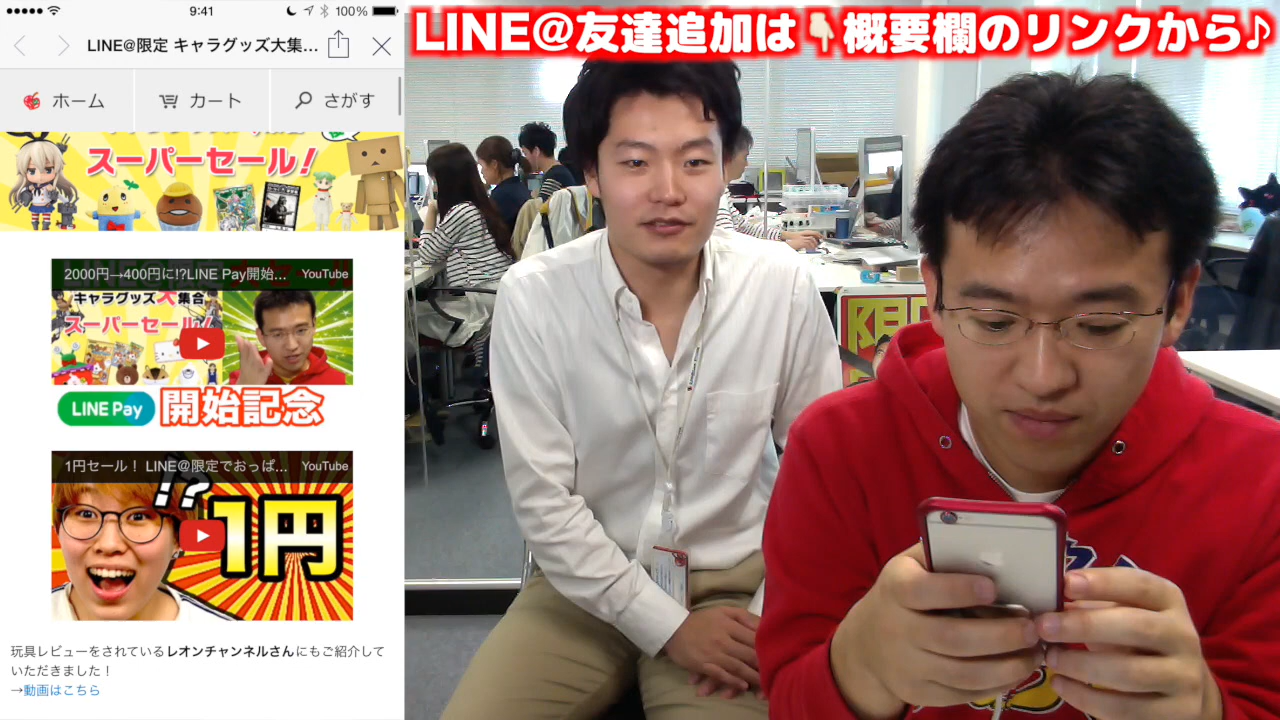 9:41
100%
LINE@限定 キャラグッズ大集...
ホーム
カート
さがす
スーパーセール!
2000円→400円に!?LINE Pay開始...
YouTube
キャラグッズ大集合
スーパーセール!
LINE Pay
開始記念
1円セール! LINE@限定でおっぱ...
YouTube
!?
1円
玩具レビューをされているレオンチャンネルさんにもご紹介して
いただきました!
→動画はこちら
LINE@友達追加は👇概要欄のリンクから♪